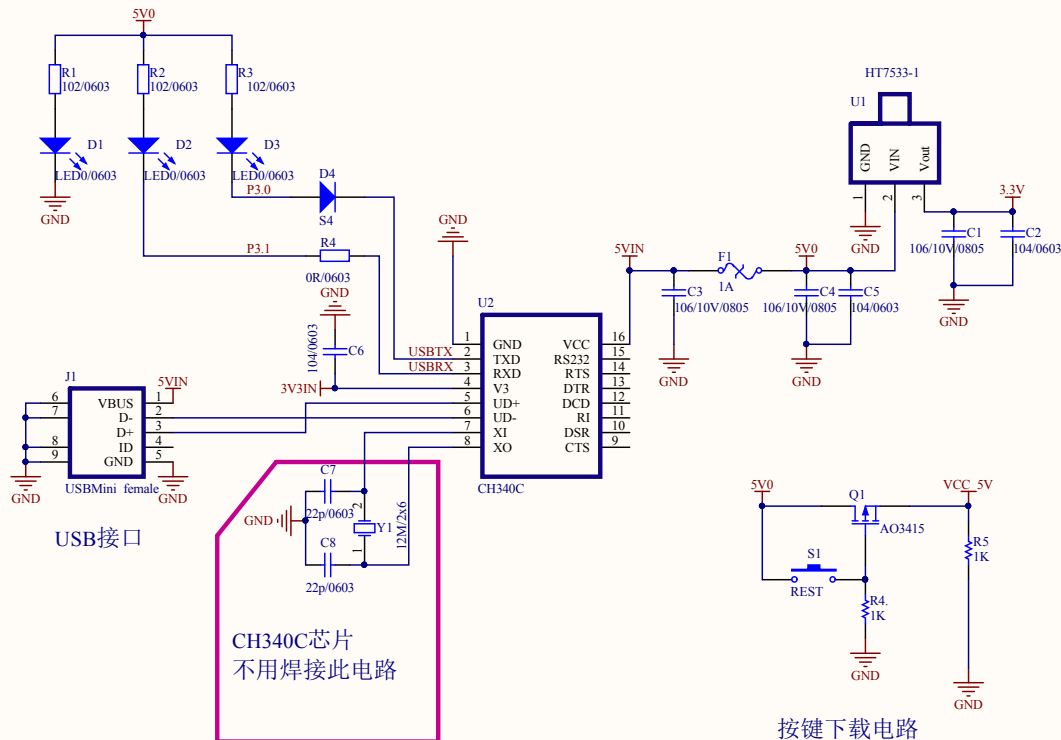 5V0
R1
102/0603
R2
102/0603
R3
102/0603
D1
LED0/0603
D2
LED0/0603
D3
LED0/0603
GND
P3.0
D4
S4
P3.1
R4
0R/0603
GND
GND
104/0603
C6
3V3IN
USBTX
USBRX
U2
1 GND VCC 16
2 TXD RS232 15
3 RXD RTS 14
4 V3 DTR 13
5 UD+ DCD 12
6 UD- RI 11
7 XI DSR 10
8 XO CTS 9
CH340C
5VIN
C3
106/10V/0805
GND
F1
1A
5V0
C4
106/10V/0805
C5
104/0603
GND
HT7533-1
U1
GND
VIN
Vout
1
2
3
GND
3.3V
C1
106/10V/0805
C2
104/0603
GND
J1
5VIN
6 VBUS 1
7 D- 2
D+ 3
8 ID 4
9 GND 5
GND
GND
USBMini female
USB接口
C7
22p/0603
GND
2
Y1
1
12M/2x6
C8
22p/0603
CH340C芯片
不用焊接此电路
5V0
Q1
AO3415
VCC_5V
S1
REST
R4.
1K
R5
1K
GND
GND
按键下载电路